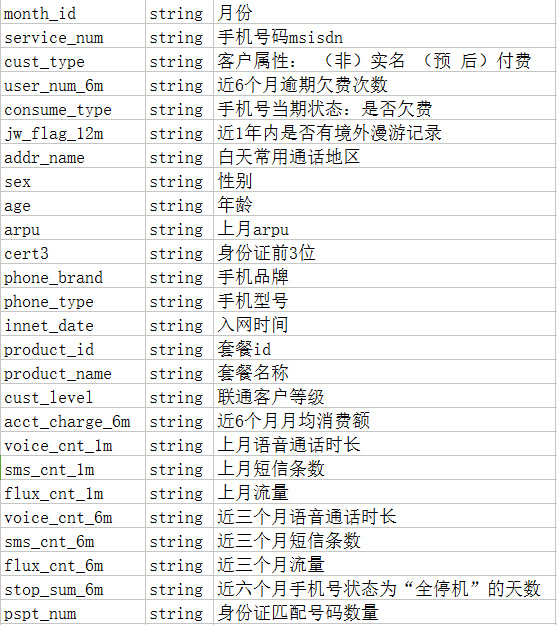 month_id string 月份
service_num string 手机号码msisdn
cust_type string 客户属性： （非）实名 （预 后）付费
user_num_6m string 近6个月逾期欠费次数
consume_type string 手机号当期状态：是否欠费
jw_flag_12m string 近1年内是否有境外漫游记录
addr_name string 白天常用通话地区
sex string 性别
age string 年龄
arpu string 上月arpu
cert3 string 身份证前3位
phone_brand string 手机品牌
phone_type string 手机型号
innet_date string 入网时间
product_id string 套餐id
product_name string 套餐名称
cust_level string 联通客户等级
acct_charge_6m string 近6个月月均消费额
voice_cnt_1m string 上月语音通话时长
sms_cnt_1m string 上月短信条数
flux_cnt_1m string 上月流量
voice_cnt_6m string 近三个月语音通话时长
sms_cnt_6m string 近三个月短信条数
flux_cnt_6m string 近三个月流量
stop_sum_6m string 近六个月手机号状态为“全停机”的天数
pspt_num string 身份证匹配号码数量